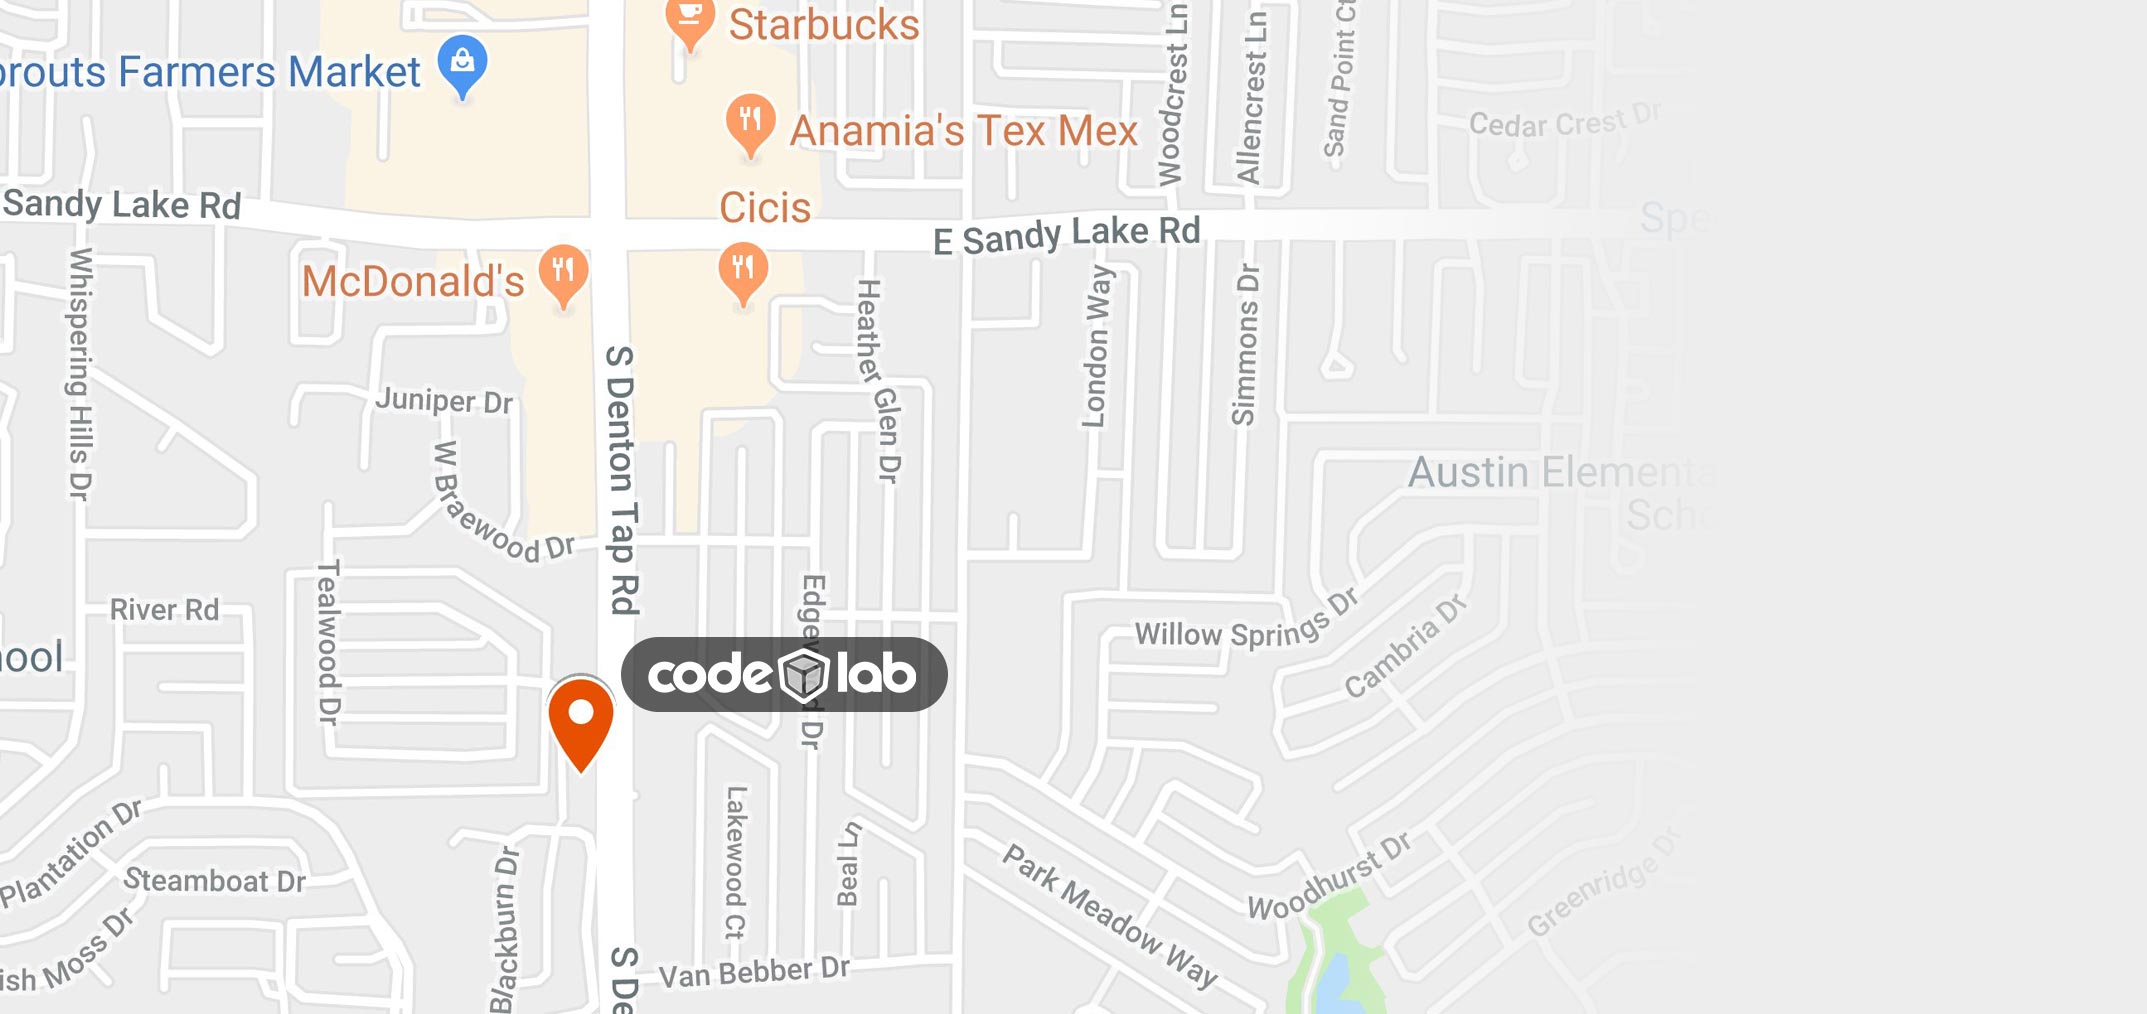 Starbucks
prouts Farmers Market
Anamia's Tex Mex
Woodcrest Ln
Allencrest Ln
Sand Point Ct
Cedar Crest Dr
Sandy Lake Rd
Cicis
E Sandy Lake Rd
Spe
McDonald's
Whispering Hills Dr
Heather Glen Dr
London Way
Simmons Dr
S Denton Tap Rd
Juniper Dr
W Braewood Dr
Austin Elementa
Scho
Tealwood Dr
River Rd
Edgew d Dr
Willow Springs Dr
Cambria Dr
ool
code lab
Plantation Dr
Steamboat Dr
ish Moss Dr
Blackburn Dr
Lakewood Ct
Beal Ln
Park Meadow Way
Woodhurst Dr
Greenridge Dr
S De
Van Bebber Dr